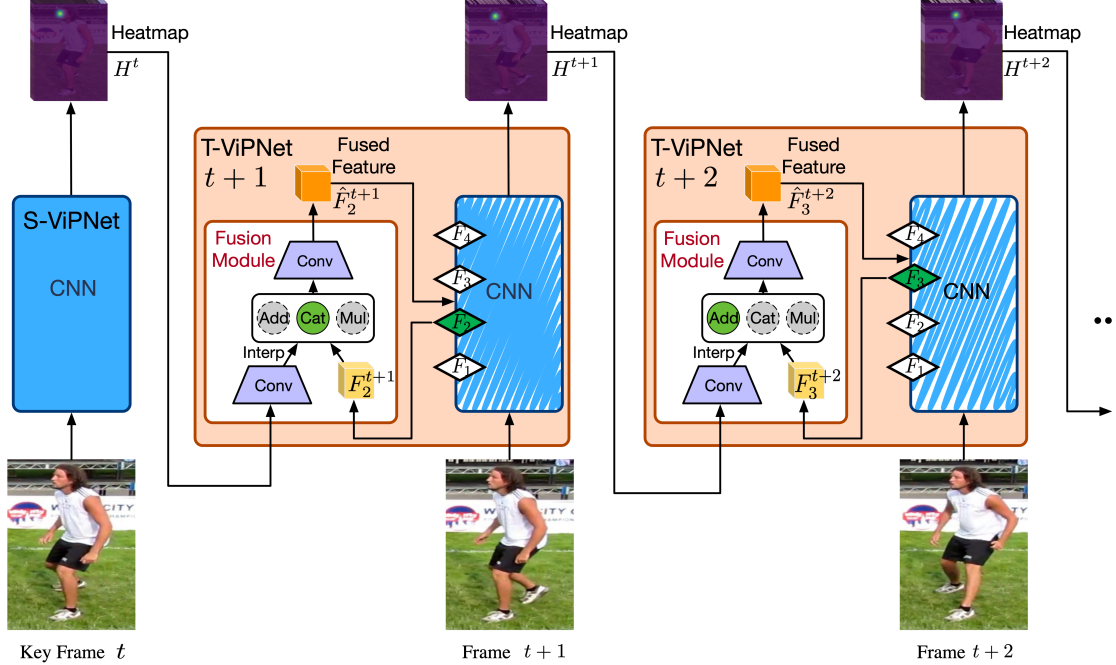 Heatmap
H^t
Heatmap
H^{t+1}
Heatmap
H^{t+2}
T-ViPNet
t + 1
Fused
Feature
\hat{F}_2^{t+1}
T-ViPNet
t + 2
Fused
Feature
\hat{F}_3^{t+2}
S-ViPNet
CNN
Fusion
Module
Conv
Add
Cat
Mul
Interp
Conv
F_2^{t+1}
F_4
F_3
F_2
F_1
CNN
Fusion
Module
Conv
Add
Cat
Mul
Interp
Conv
F_3^{t+2}
F_4
F_3
F_2
F_1
CNN
Key Frame t
Frame t + 1
Frame t + 2